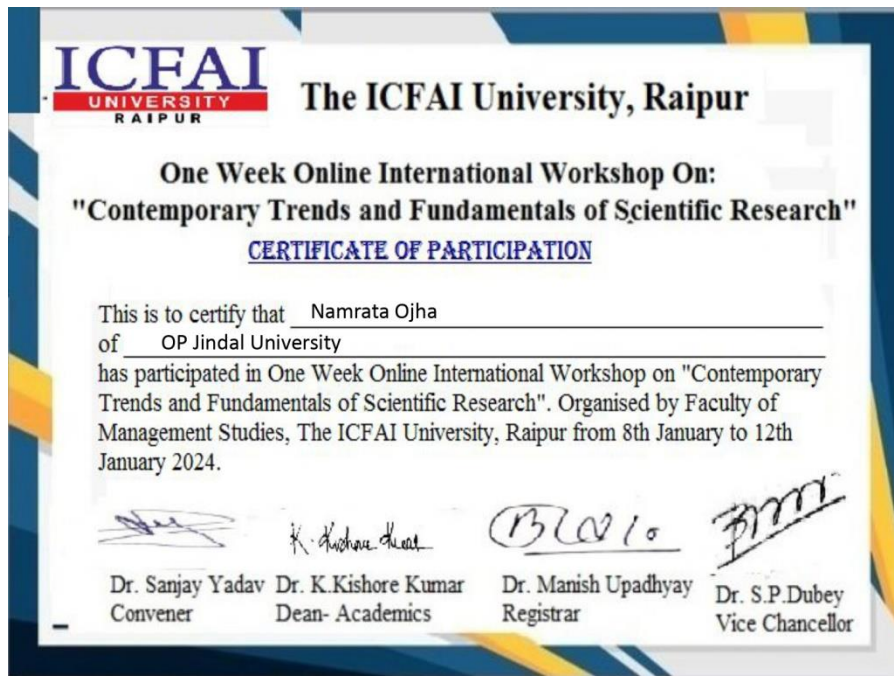 ICFAI
UNIVERSITY
RAIPUR
The ICFAI University, Raipur
One Week Online International Workshop On:
"Contemporary Trends and Fundamentals of Scientific Research"
CERTIFICATE OF PARTICIPATION
This is to certify that Namrata Ojha
of OP Jindal University
has participated in One Week Online International Workshop on "Contemporary
Trends and Fundamentals of Scientific Research". Organised by Faculty of
Management Studies, The ICFAI University, Raipur from 8th January to 12th
January 2024.
K. Kishore Kumar
Dr. Sanjay Yadav Dr. K.Kishore Kumar Dr. Manish Upadhyay Dr. S.P.Dubey
Convener Dean- Academics Registrar Vice Chancellor